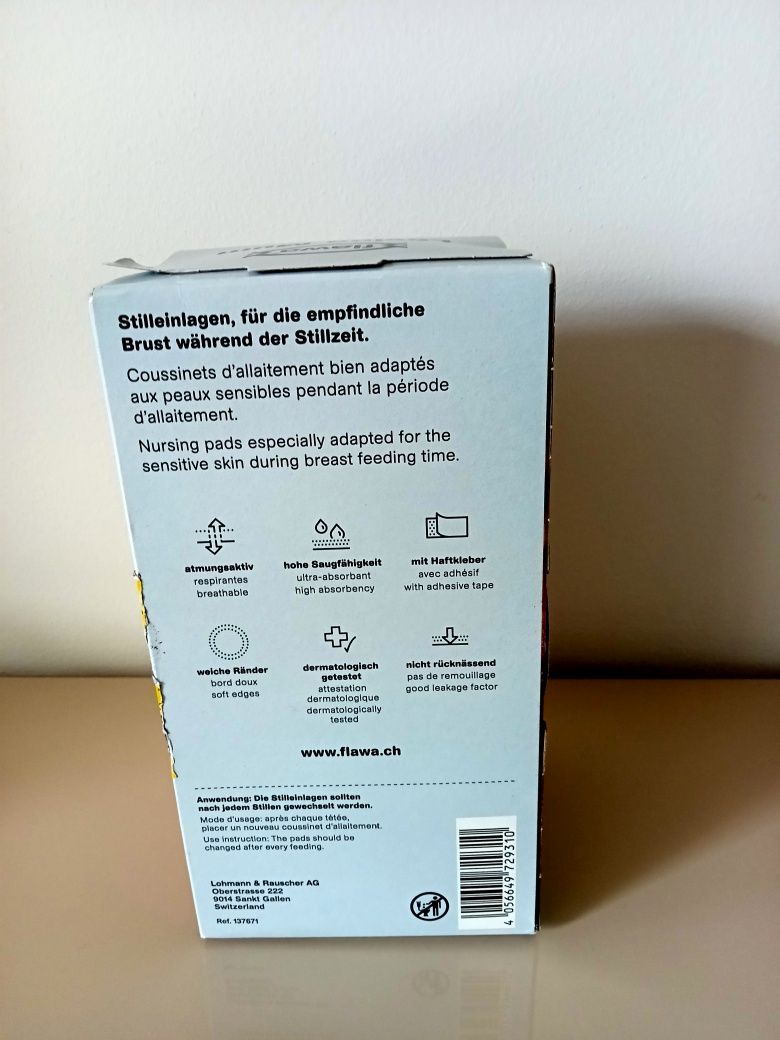 flawa
Stilleinlagen, für die empfindliche
Brust während der Stillzeit.
Coussinets d'allaitement bien adaptés
aux peaux sensibles pendant la période
d'allaitement.
Nursing pads especially adapted for the
sensitive skin during breast feeding time.
atmungsaktiv
respirantes
breathable
hohe Saugfähigkeit
ultra-absorbant
high absorbency
mit Haftkleber
avec adhésif
with adhesive tape
weiche Ränder
bord doux
soft edges
dermatologisch
getestet
attestation
dermatologique
dermatologically
tested
nicht rücknässend
pas de remouillage
good leakage factor
www.flawa.ch
Anwendung: Die Stilleinlagen sollten
nach jedem Stillen gewechselt werden.
Mode d'usage: après chaque tétée,
placer un nouveau coussinet d'allaitement.
Use instruction: The pads should be
changed after every feeding.
Lohmann & Rauscher AG
Oberstrasse 222
9014 Sankt Gallen
Switzerland
Ref. 137671
4 056649 729310